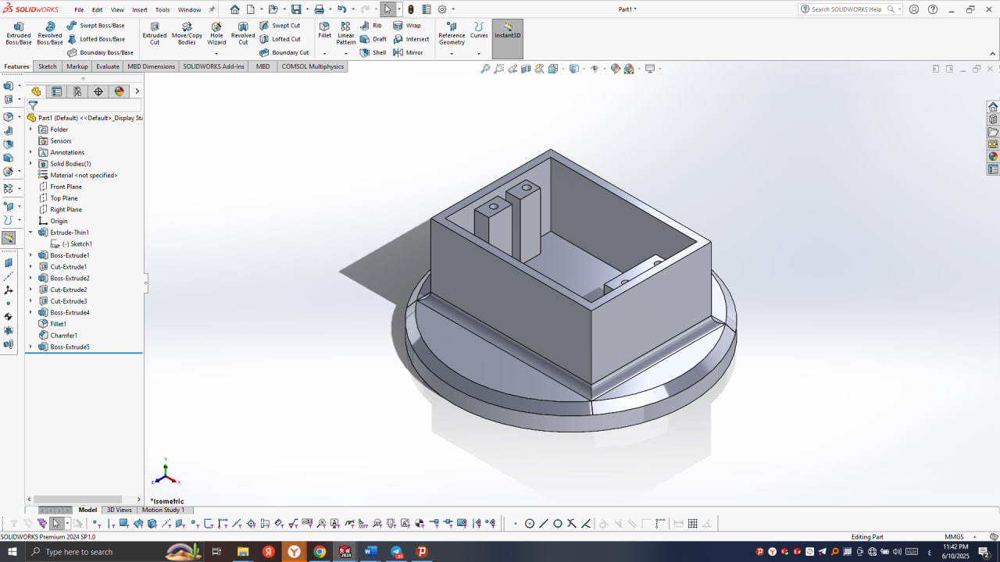 SOLIDWORKS File Edit View Insert Tools Window Part1 * Search SOLIDWORKS Help
Extruded Boss/Base Revolved Boss/Base Swept Boss/Base Lofted Boss/Base Boundary Boss/Base Extruded Cut Move/Copy Bodies Hole Wizard Revolved Cut Swept Cut Lofted Cut Boundary Cut Fillet Linear Pattern Rib Draft Shell Wrap Intersect Mirror Reference Geometry Curves Instant3D
Features Sketch Markup Evaluate MBD Dimensions SOLIDWORKS Add-Ins MBD COMSOL Multiphysics
Part1 (Default) <<Default>_Display Sta
Folder
Sensors
Annotations
Solid Bodies(1)
Material <not specified>
Front Plane
Top Plane
Right Plane
Origin
Extrude-Thin1
(-) Sketch1
Boss-Extrude1
Cut-Extrude1
Boss-Extrude2
Cut-Extrude2
Cut-Extrude3
Boss-Extrude4
Fillet1
Chamfer1
Boss-Extrude5
Y
Z X
*Isometric
Model 3D Views Motion Study 1
SOLIDWORKS Premium 2024 SP1.0 Editing Part MMGS
Type here to search 11:42 PM
6/10/2025